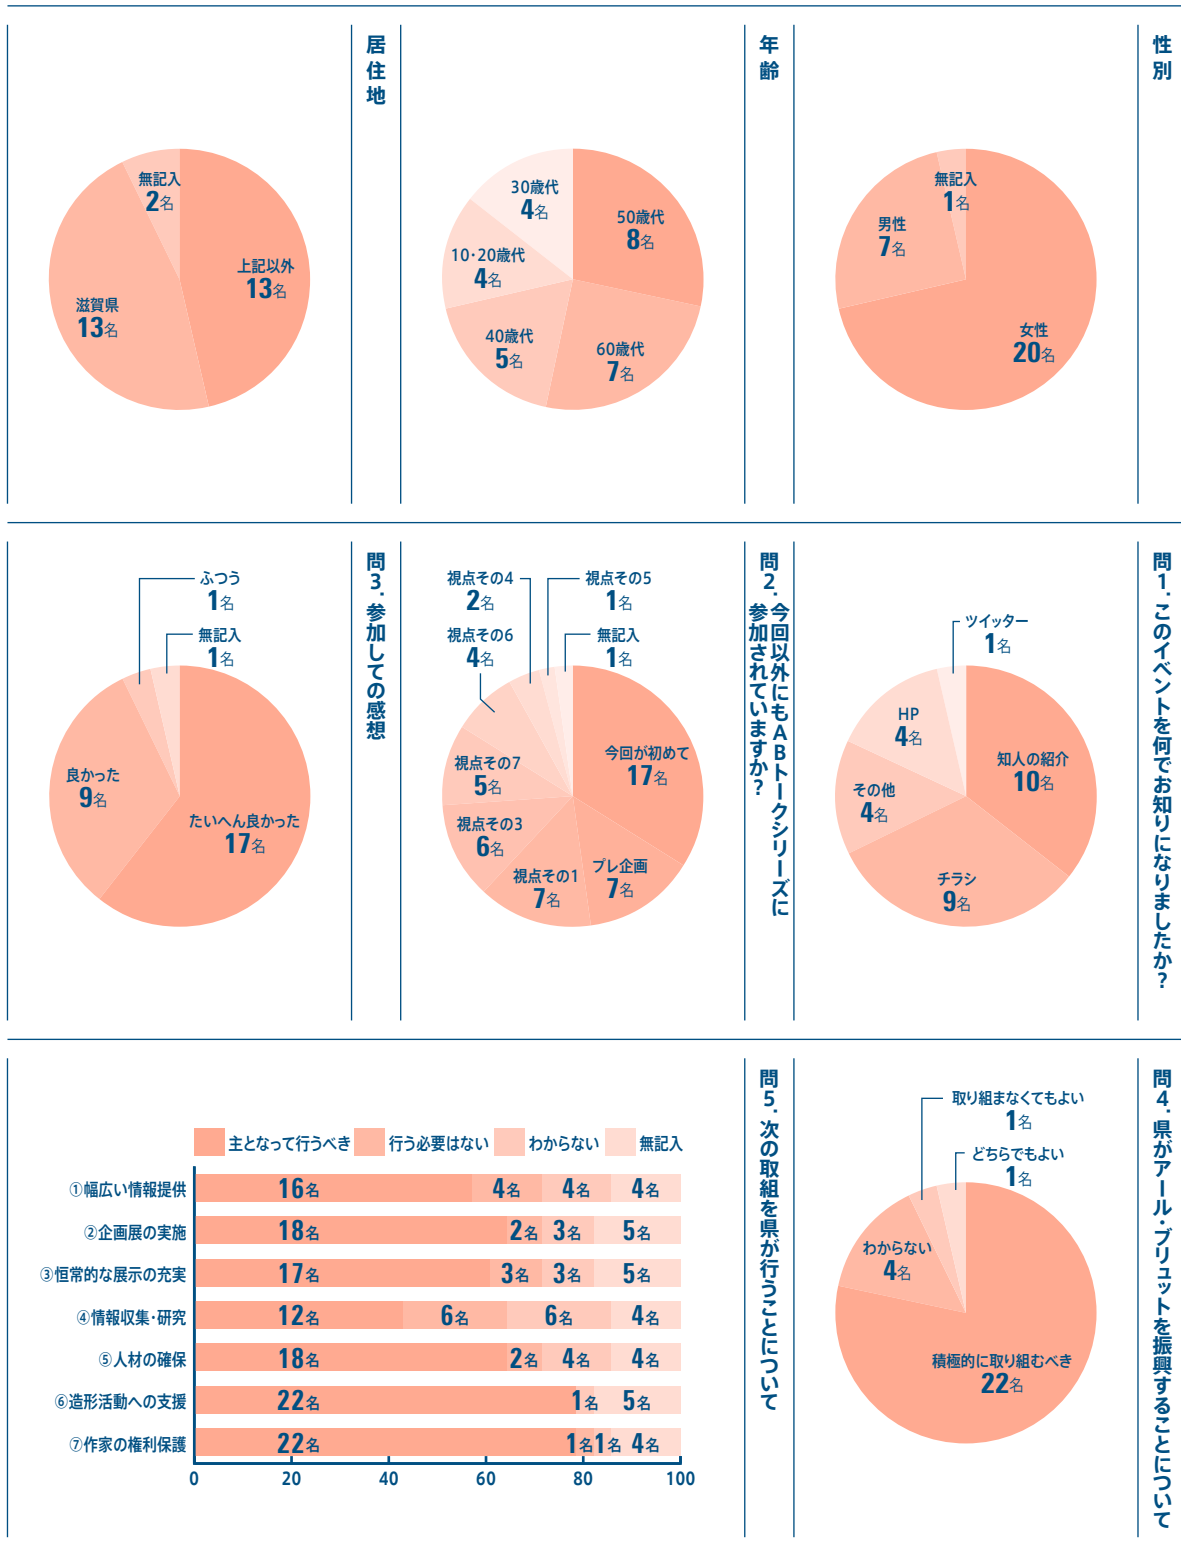 性別
無記入
1名
男性
7名
女性
20名
年齢
30歳代
4名
50歳代
8名
10・20歳代
4名
40歳代
5名
60歳代
7名
居住地
無記入
2名
上記以外
13名
滋賀県
13名
問1. このイベントを何でお知りになりましたか?
ツイッター
1名
HP
4名
知人の紹介
10名
その他
4名
チラシ
9名
問2. 今回以外にもABトークシリーズに
参加されていますか?
視点その4
2名
視点その5
1名
視点その6
4名
無記入
1名
今回が初めて
17名
視点その7
5名
視点その3
6名
視点その1
7名
プレ企画
7名
問3. 参加しての感想
ふつう
1名
無記入
1名
良かった
9名
たいへん良かった
17名
問4. 県がアール・ブリュットを振興することについて
取り組まなくてもよい
1名
どちらでもよい
1名
わからない
4名
積極的に取り組むべき
22名
問5. 次の取組を県が行うことについて
主となって行うべき 行う必要はない わからない 無記入
①幅広い情報提供 16名 4名 4名 4名
②企画展の実施 18名 2名 3名 5名
③恒常的な展示の充実 17名 3名 3名 5名
④情報収集・研究 12名 6名 6名 4名
⑤人材の確保 18名 2名 4名 4名
⑥造形活動への支援 22名 1名 5名
⑦作家の権利保護 22名 1名 1名 4名
0 20 40 60 80 100